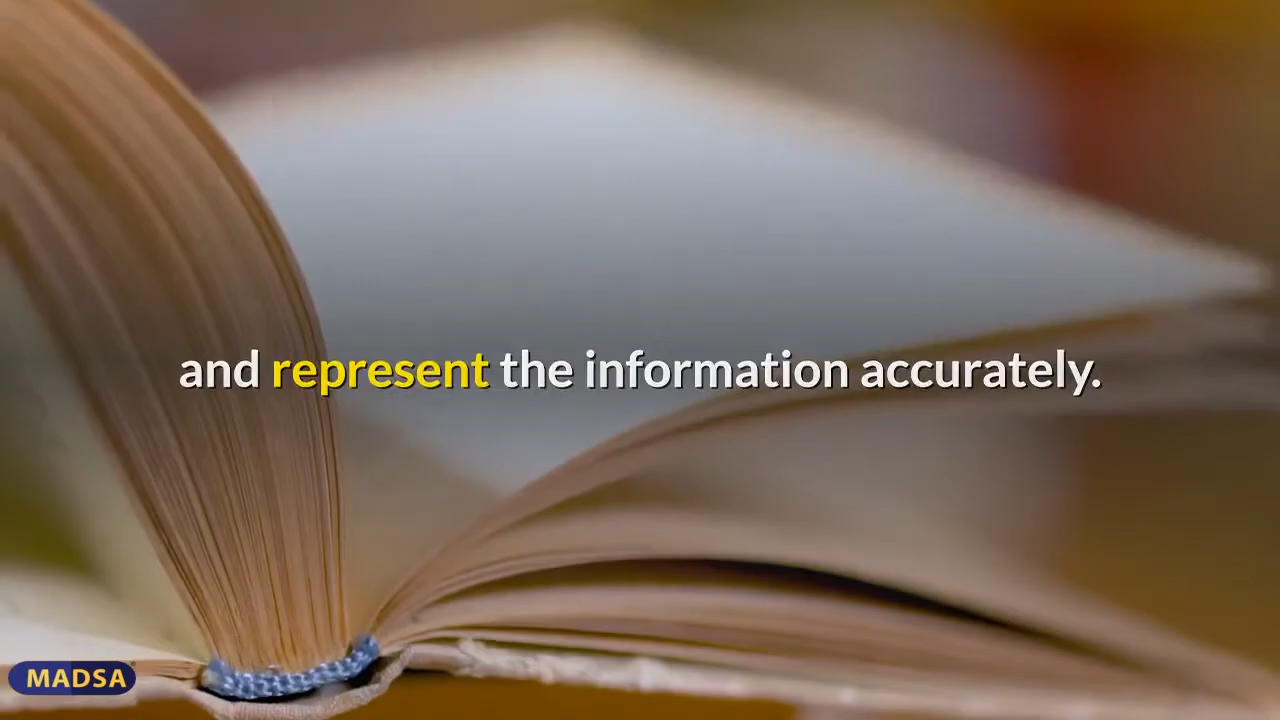 and represent the information accurately.
MADSA